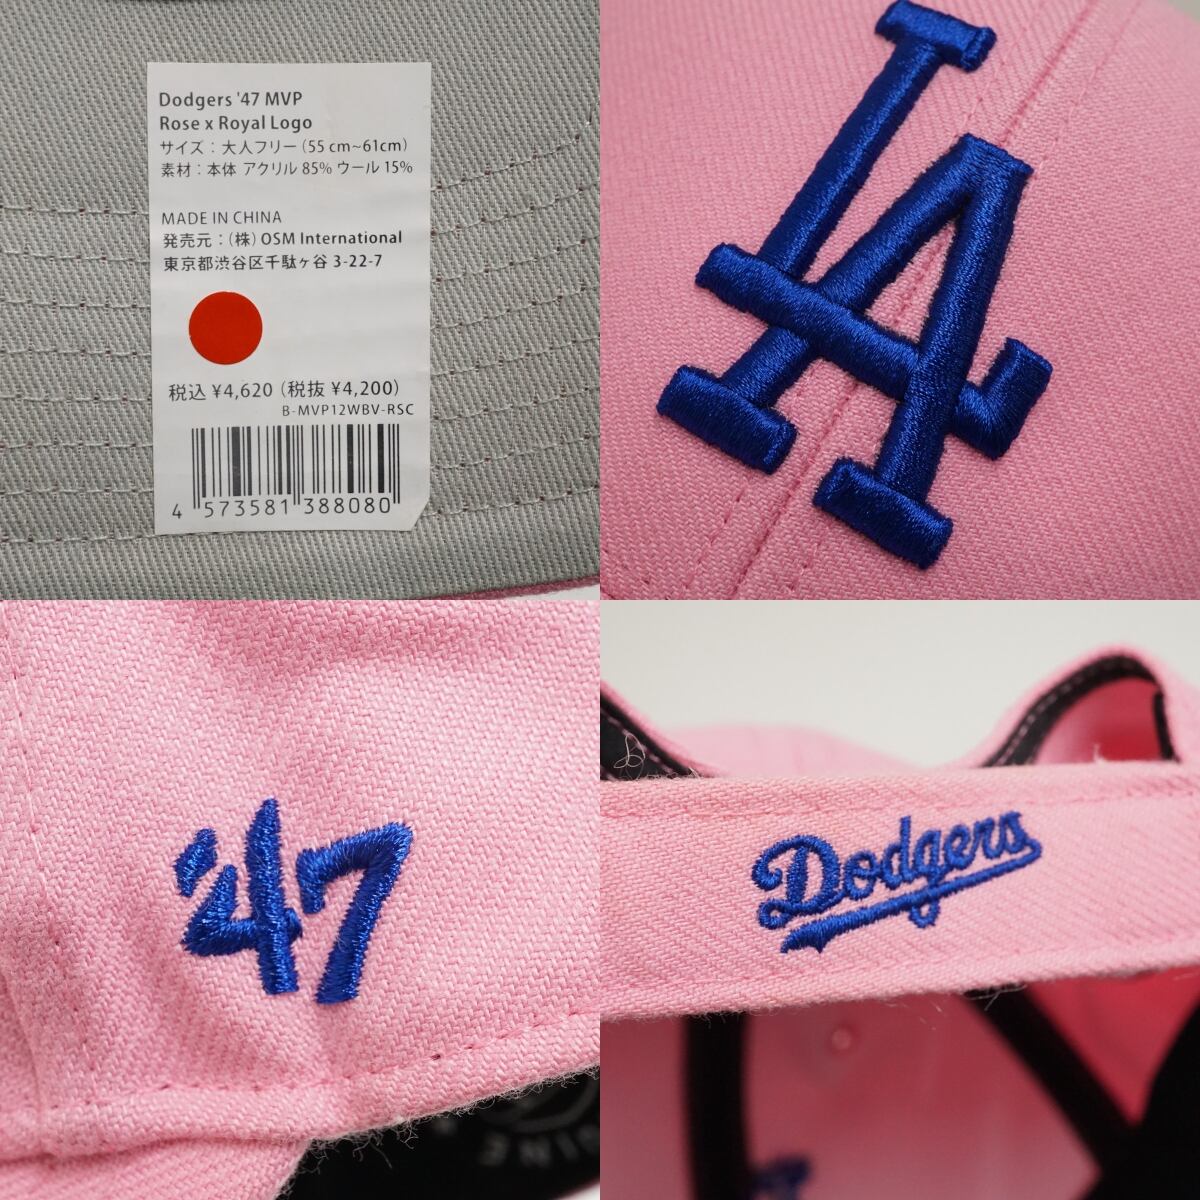 Dodgers '47 MVP
Rose x Royal Logo
サイズ：大人フリー（55 cm~61cm）
素材：本体 アクリル 85% ウール 15%
MADE IN CHINA
発売元：（株）OSM International
東京都渋谷区千駄ヶ谷 3-22-7
税込 ¥4,620（税抜 ¥4,200）
B-MVP12WBV-RSC
4 573581 388080
LA
'47
Dodgers